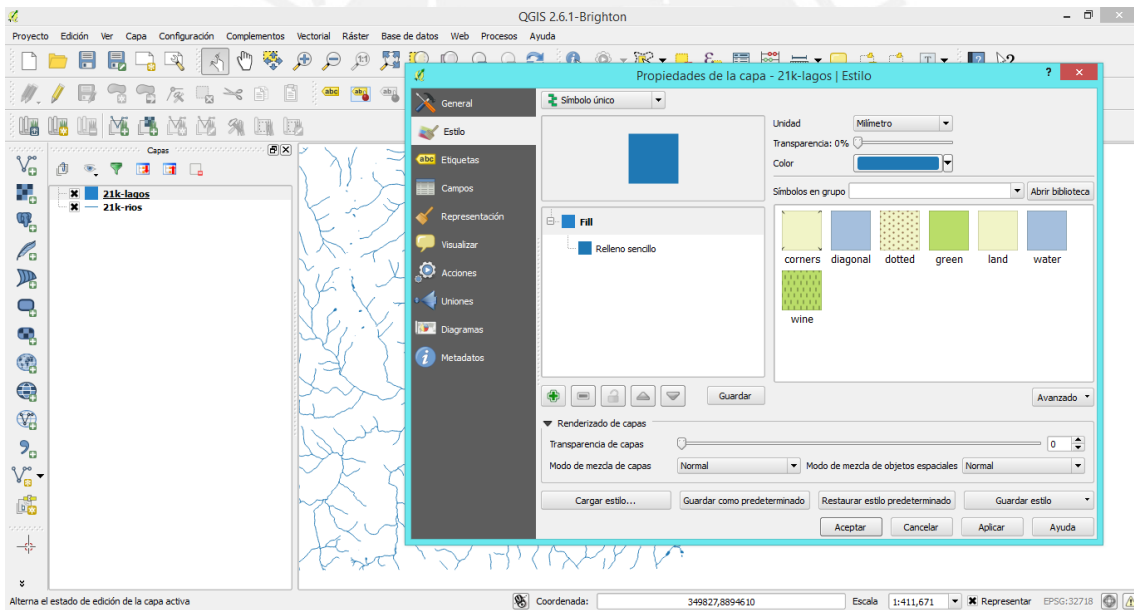 QGIS 2.6.1-Brighton
Proyecto Edición Ver Capa Configuración Complementos Vectorial Ráster Base de datos Web Procesos Ayuda
Propiedades de la capa - 21k-lagos | Estilo
? ×
abc
Capas
21k-lagos
21k-rios
General
Estilo
abc Etiquetas
Campos
Representación
Visualizar
Acciones
Uniones
Diagramas
Metadatos
Símbolo único
Unidad Milímetro
Transparencia: 0%
Color
Símbolos en grupo Abrir biblioteca
Fill
Relleno sencillo
corners diagonal dotted green land water
wine
Guardar
Avanzado
Renderizado de capas
Transparencia de capas 0
Modo de mezcla de capas Normal Modo de mezcla de objetos espaciales Normal
Cargar estilo... Guardar como predeterminado Restaurar estilo predeterminado Guardar estilo
Aceptar Cancelar Aplicar Ayuda
Alterna el estado de edición de la capa activa Coordenada: 349827,8894610 Escala 1:411,671 Representar EPSG:32718